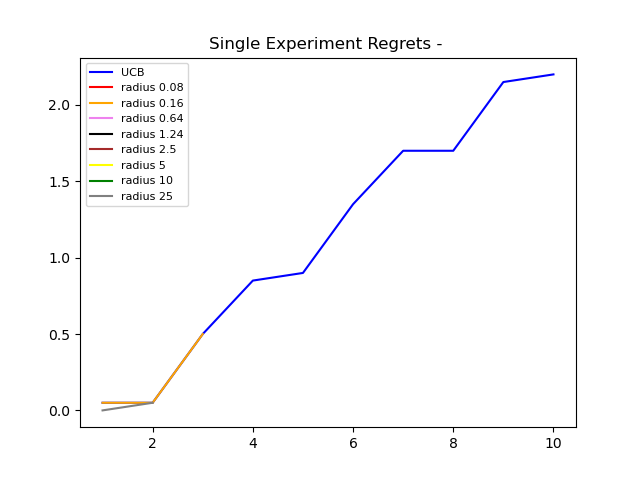 Single Experiment Regrets -
UCB
radius 0.08
radius 0.16
radius 0.64
radius 1.24
radius 2.5
radius 5
radius 10
radius 25
2.0
1.5
1.0
0.5
0.0
2 4 6 8 10